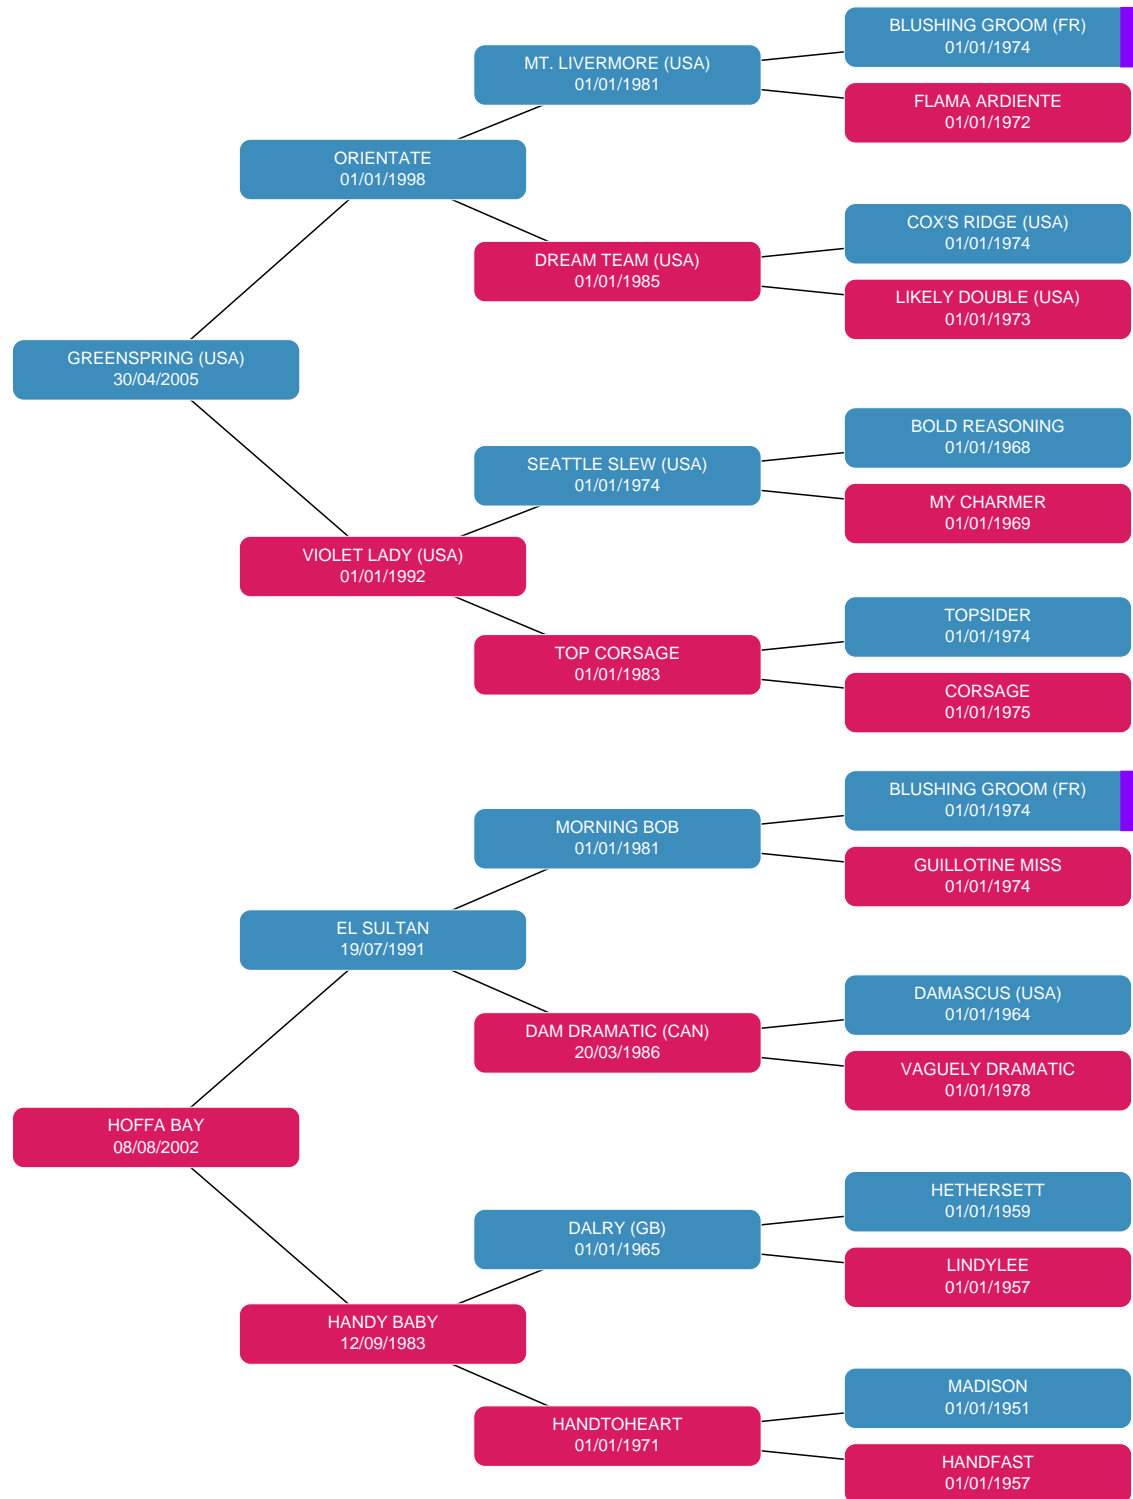 BLUSHING GROOM (FR)
01/01/1974
MT. LIVERMORE (USA)
01/01/1981
FLAMA ARDIENTE
01/01/1972
ORIENTATE
01/01/1998
COX'S RIDGE (USA)
01/01/1974
DREAM TEAM (USA)
01/01/1985
LIKELY DOUBLE (USA)
01/01/1973
GREENSPRING (USA)
30/04/2005
BOLD REASONING
01/01/1968
SEATTLE SLEW (USA)
01/01/1974
MY CHARMER
01/01/1969
VIOLET LADY (USA)
01/01/1992
TOPSIDER
01/01/1974
TOP CORSAGE
01/01/1983
CORSAGE
01/01/1975
BLUSHING GROOM (FR)
01/01/1974
MORNING BOB
01/01/1981
GUILLOTINE MISS
01/01/1974
EL SULTAN
19/07/1991
DAMASCUS (USA)
01/01/1964
DAM DRAMATIC (CAN)
20/03/1986
VAGUELY DRAMATIC
01/01/1978
HOFFA BAY
08/08/2002
HETHERSETT
01/01/1959
DALRY (GB)
01/01/1965
LINDYLEE
01/01/1957
HANDY BABY
12/09/1983
MADISON
01/01/1951
HANDTOHEART
01/01/1971
HANDFAST
01/01/1957